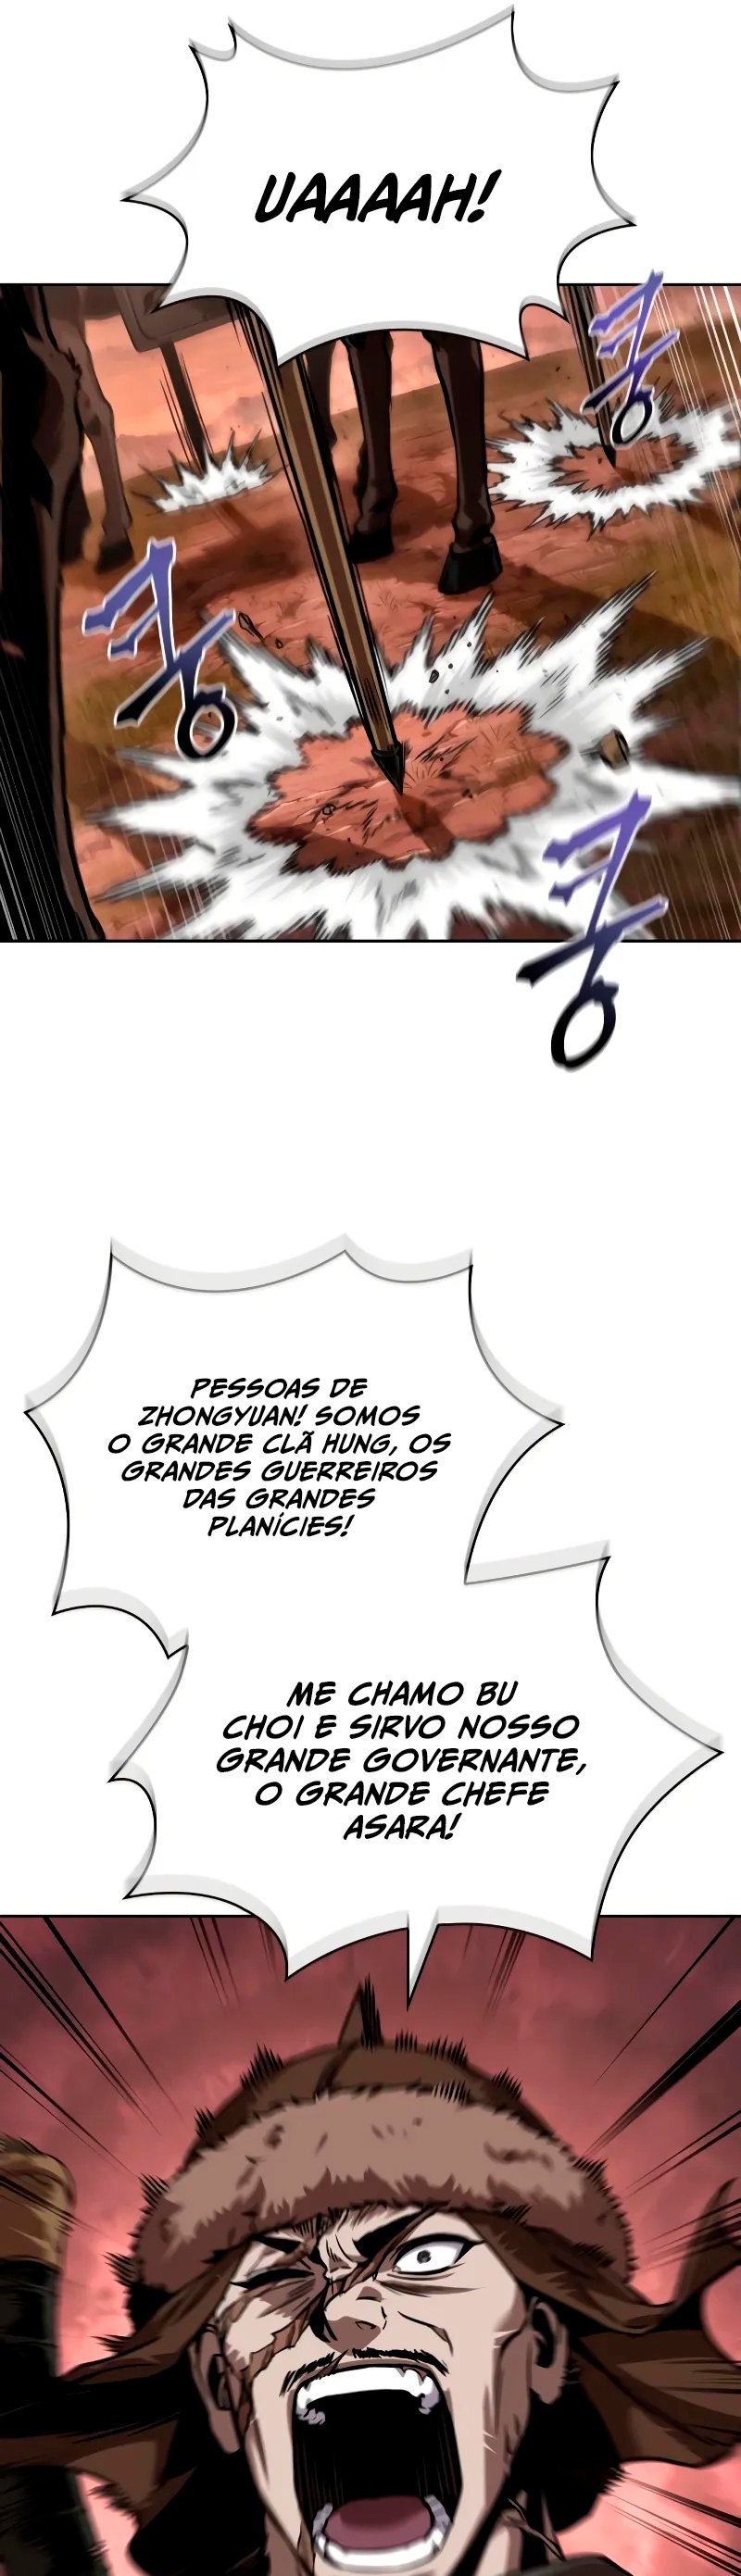 UAAAAH!
쿵
쿵
쿵
PESSOAS DE
ZHONGYUAN! SOMOS
O GRANDE CLÃ HUNG, OS
GRANDES GUERREIROS
DAS GRANDES
PLANÍCIES!
ME CHAMO BU
CHOI E SIRVO NOSSO
GRANDE GOVERNANTE,
O GRANDE CHEFE
ASARA!